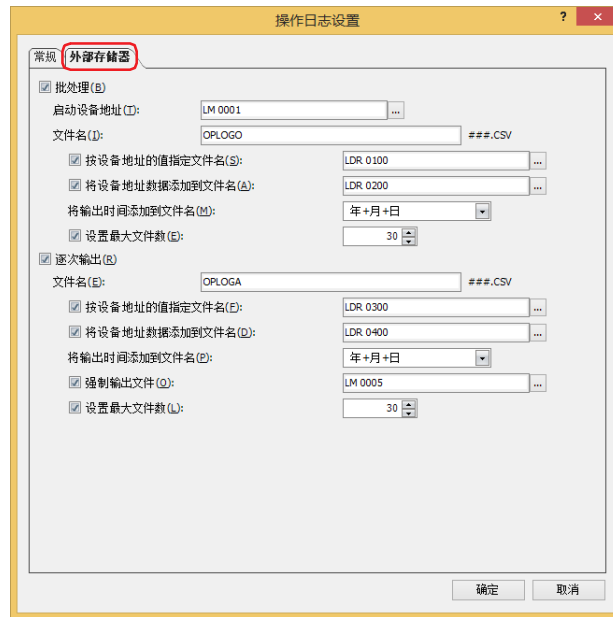 操作日志设置 ? ×
常规 外部存储器
批处理(B)
启动设备地址(T): LM 0001 ...
文件名(I): OPLOGO ###.CSV
按设备地址的值指定文件名(S): LDR 0100 ...
将设备地址数据添加到文件名(A): LDR 0200 ...
将输出时间添加到文件名(M): 年+月+日
设置最大文件数(E): 30
逐次输出(R)
文件名(E): OPLOGA ###.CSV
按设备地址的值指定文件名(F): LDR 0300 ...
将设备地址数据添加到文件名(D): LDR 0400 ...
将输出时间添加到文件名(P): 年+月+日
强制输出文件(O): LM 0005 ...
设置最大文件数(L): 30
确定 取消